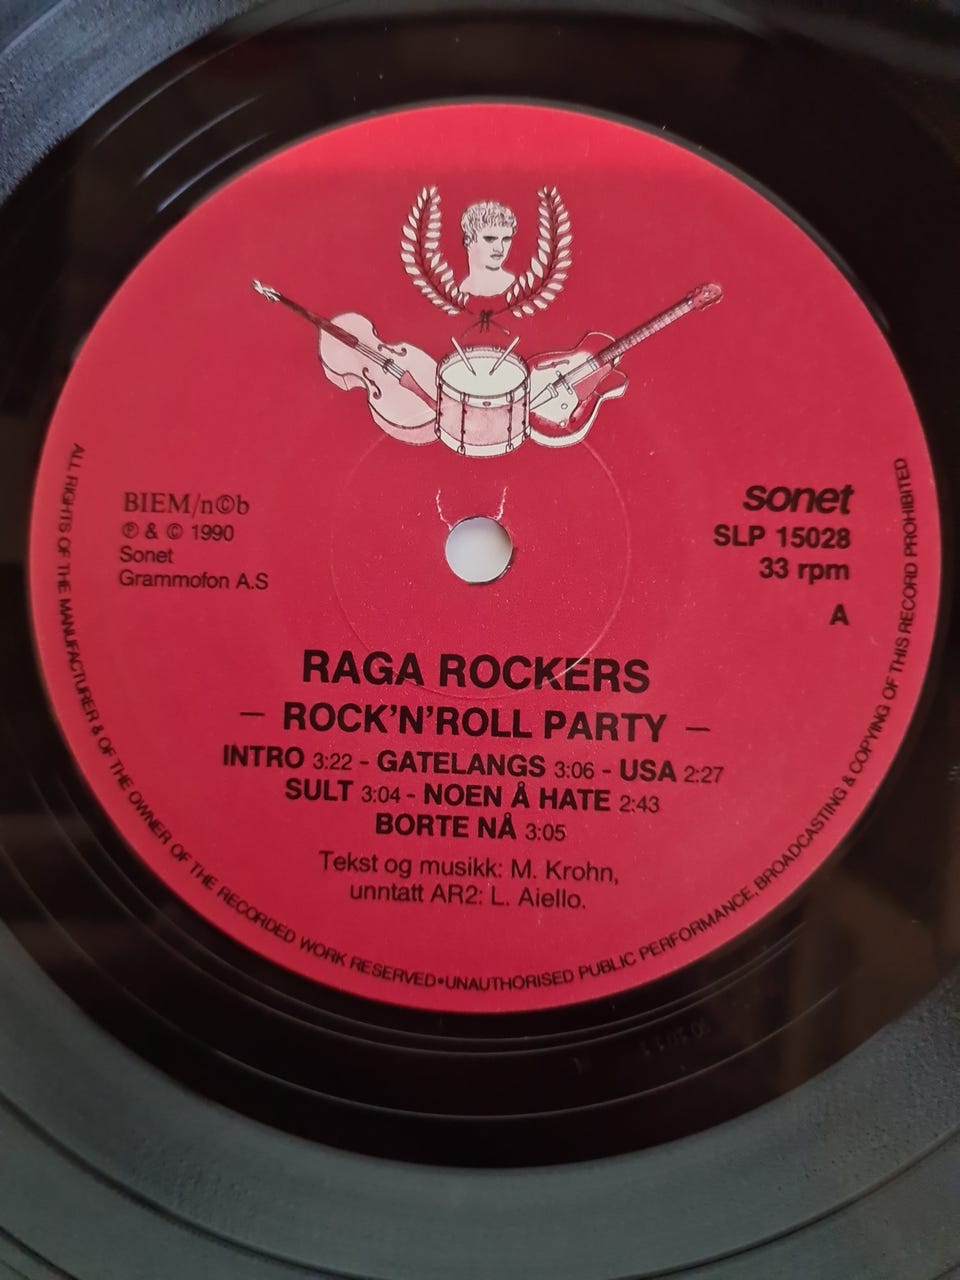 BIEM/n©b
℗ & © 1990
Sonet
Grammofon A.S
sonet
SLP 15028
33 rpm
A
RAGA ROCKERS
– ROCK'N'ROLL PARTY –
INTRO 3:22 - GATELANGS 3:06 - USA 2:27
SULT 3:04 - NOEN Å HATE 2:43
BORTE NÅ 3:05
Tekst og musikk: M. Krohn,
unntatt AR2: L. Aiello.
ALL RIGHTS OF THE MANUFACTURER & OF THE OWNER OF THE RECORDED WORK RESERVED•UNAUTHORISED PUBLIC PERFORMANCE, BROADCASTING & COPYING OF THIS RECORD PROHIBITED